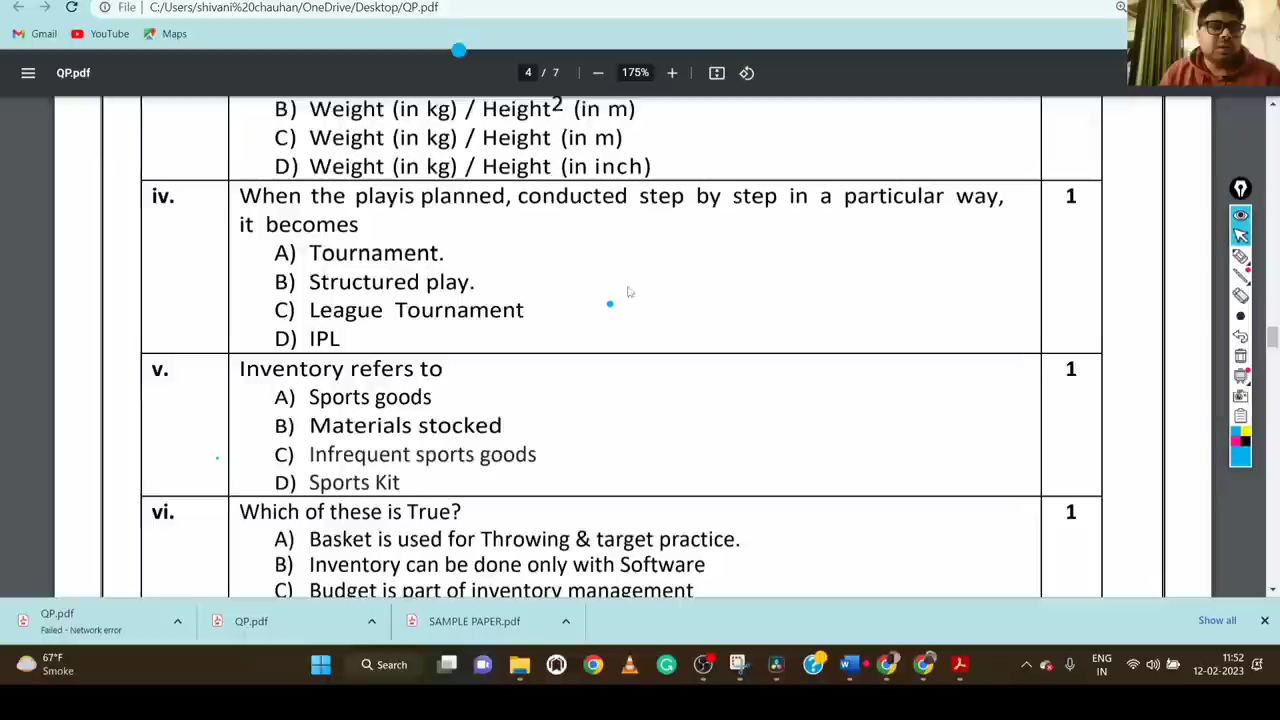 File C:/Users/shivani%20chauhan/OneDrive/Desktop/QP.pdf
Gmail YouTube Maps
QP.pdf 4 / 7 175%
B) Weight (in kg) / Height2 (in m)
C) Weight (in kg) / Height (in m)
D) Weight (in kg) / Height (in inch)
iv. When the playis planned, conducted step by step in a particular way, 1
it becomes
A) Tournament.
B) Structured play.
C) League Tournament
D) IPL
v. Inventory refers to 1
A) Sports goods
B) Materials stocked
C) Infrequent sports goods
D) Sports Kit
vi. Which of these is True? 1
A) Basket is used for Throwing & target practice.
B) Inventory can be done only with Software
C) Budget is part of inventory management
QP.pdf
Failed - Network error
QP.pdf
SAMPLE PAPER.pdf
Show all
67°F
Smoke
Search
ENG
IN
11:52
12-02-2023